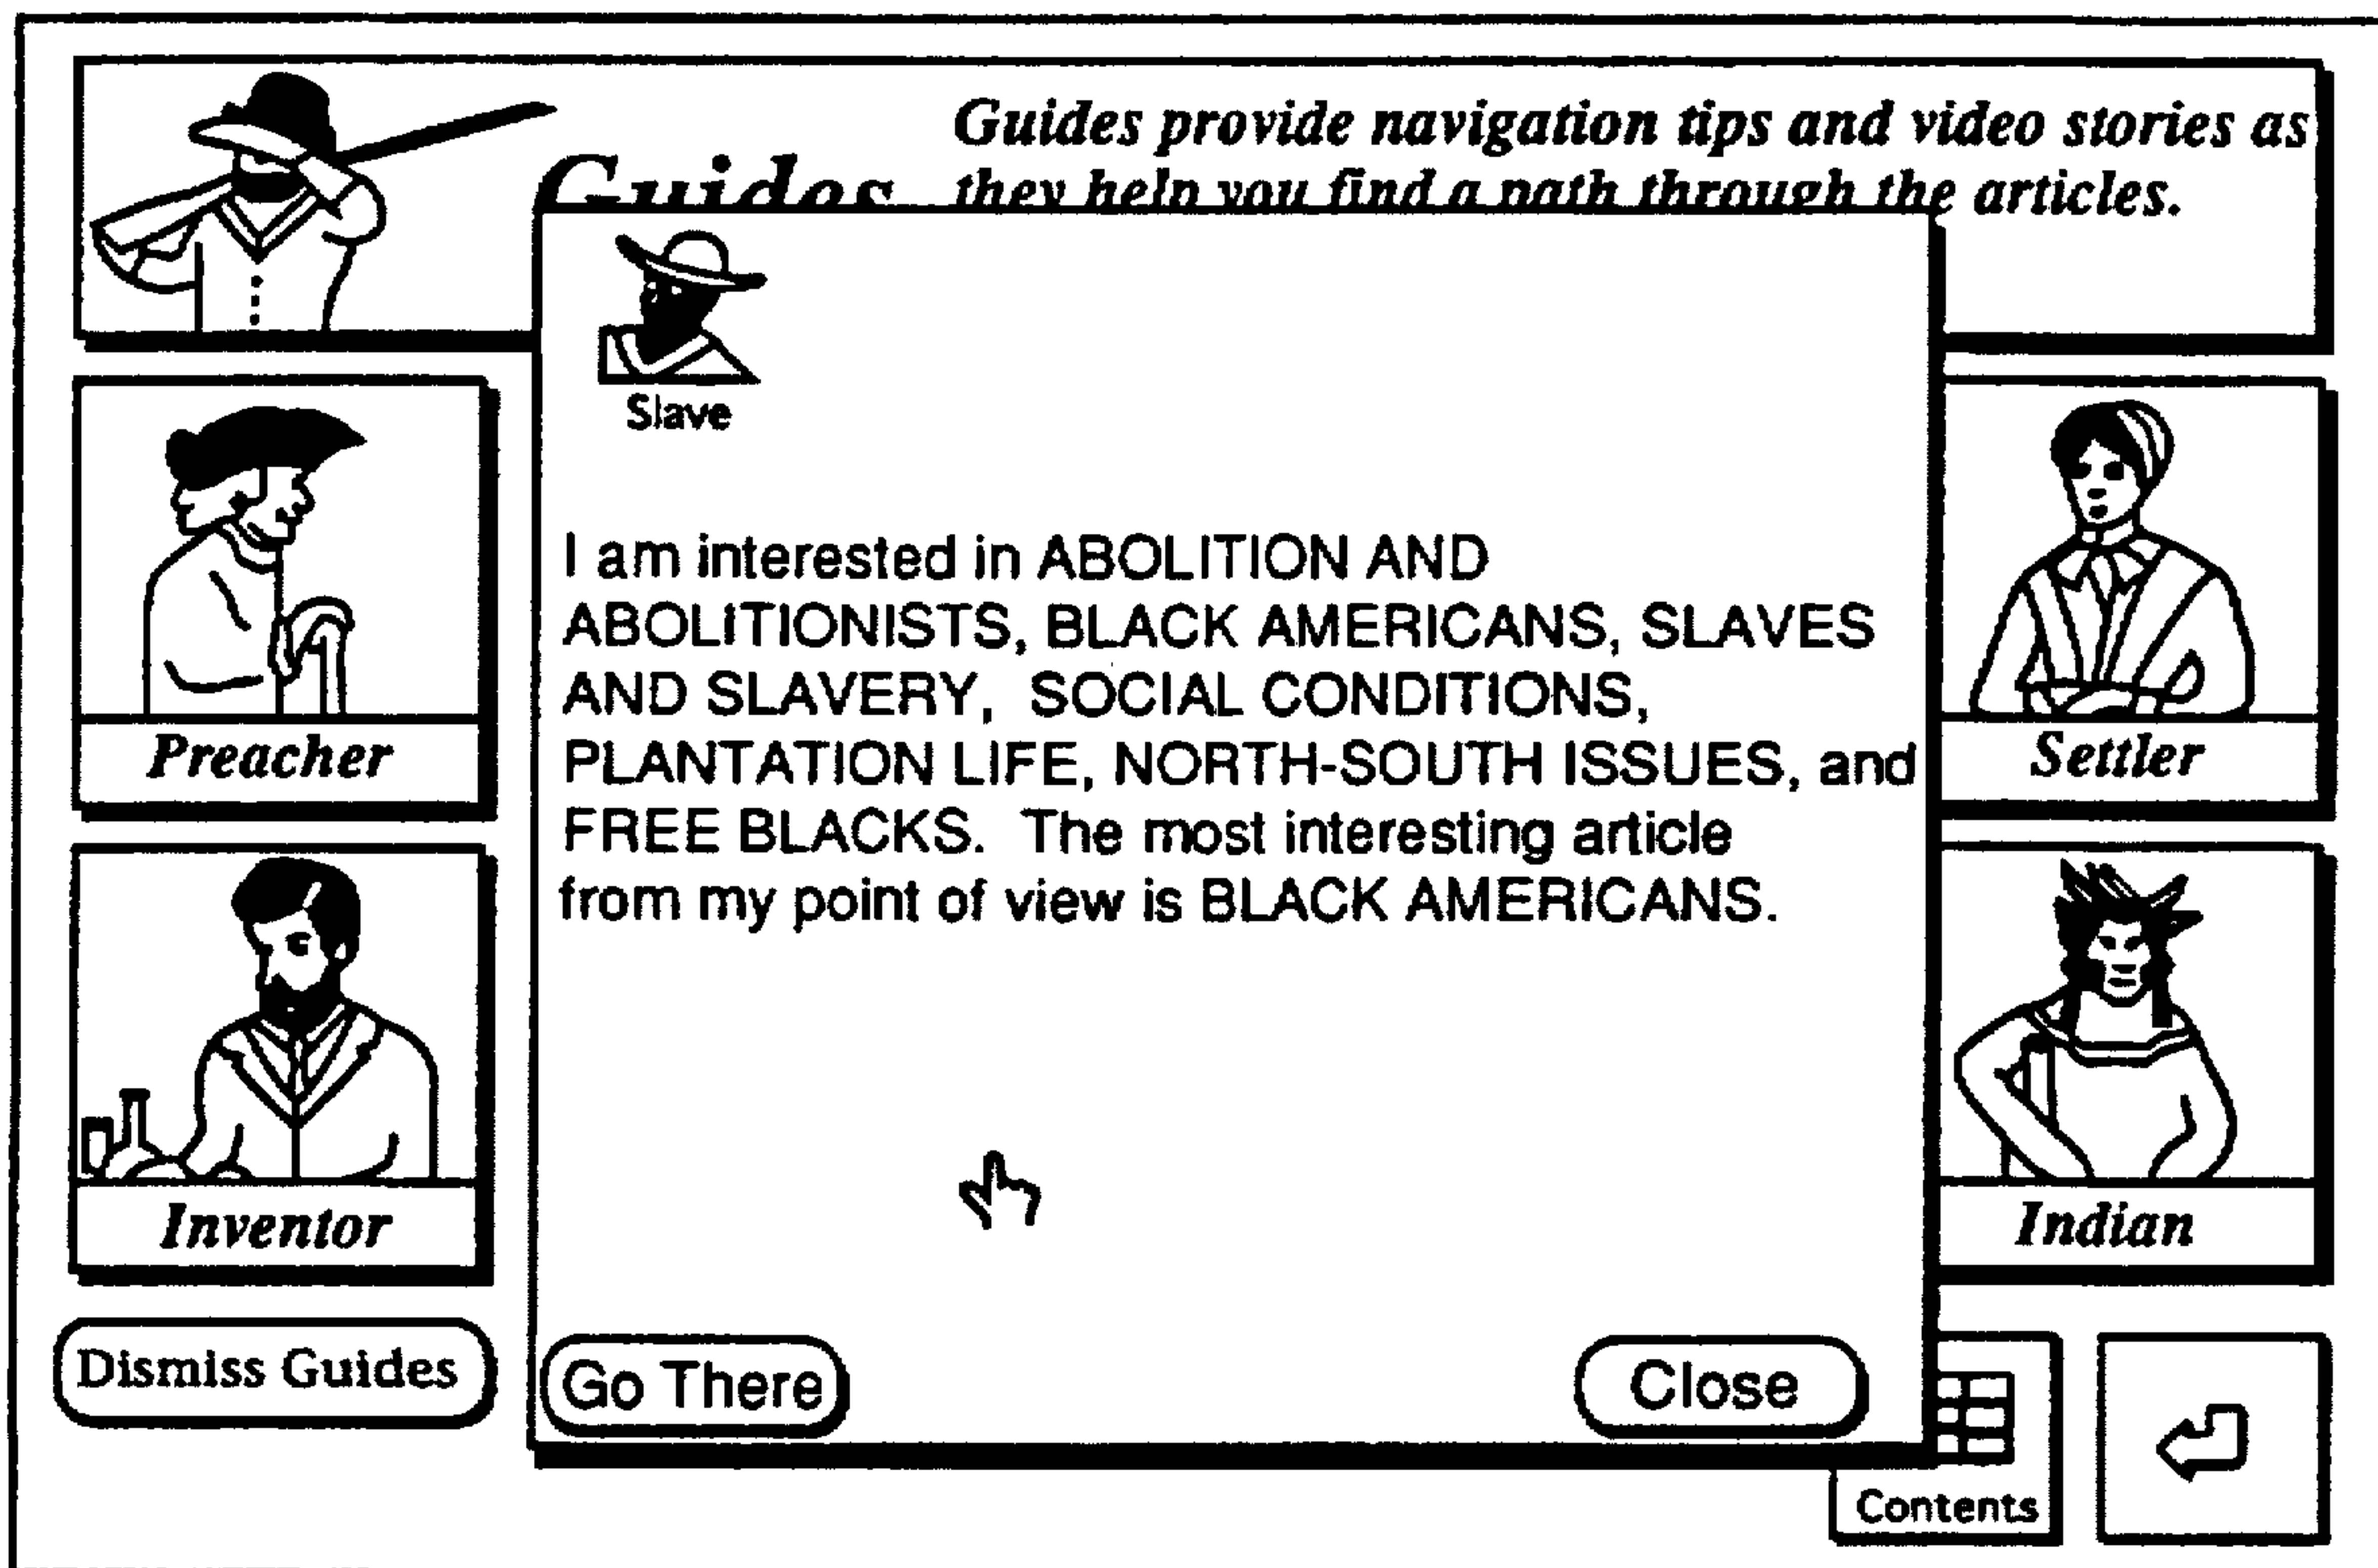 Guides provide navigation tips and video stories as
Guides they help you find a path through the articles.
Slave
I am interested in ABOLITION AND
ABOLITIONISTS, BLACK AMERICANS, SLAVES
AND SLAVERY, SOCIAL CONDITIONS,
PLANTATION LIFE, NORTH-SOUTH ISSUES, and
FREE BLACKS. The most interesting article
from my point of view is BLACK AMERICANS.
Preacher
Settler
Inventor
Indian
Dismiss Guides
Go There
Close
Contents